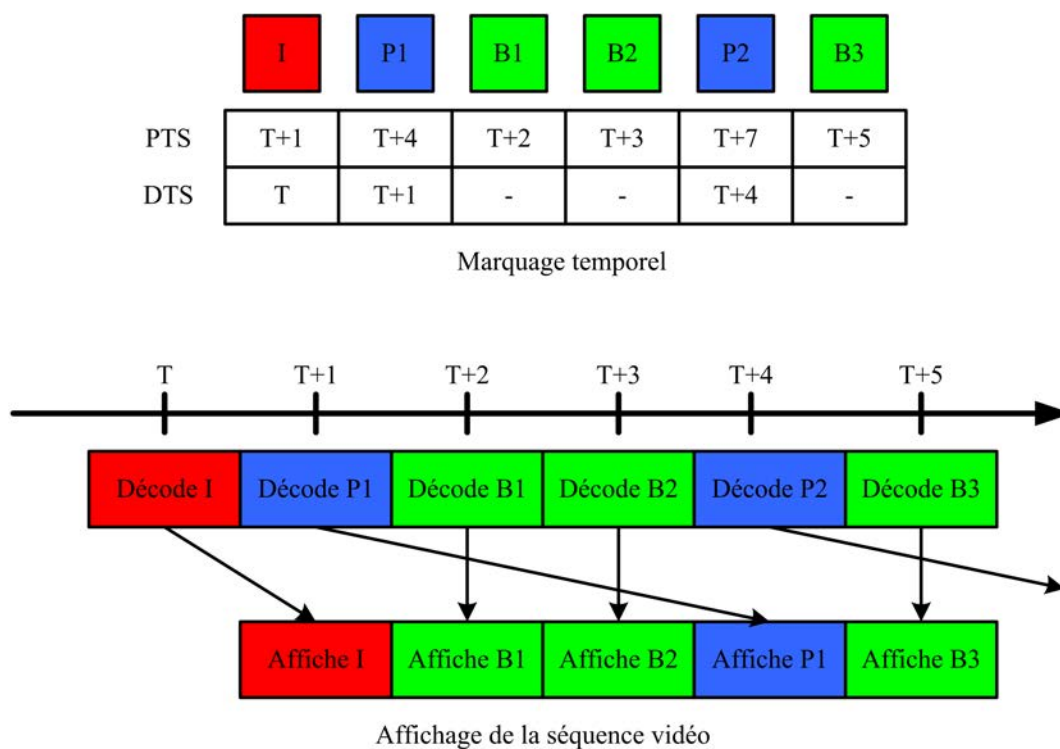 I P1 B1 B2 P2 B3
PTS T+1 T+4 T+2 T+3 T+7 T+5
DTS T T+1 - - T+4 -
Marquage temporel
T T+1 T+2 T+3 T+4 T+5
Décode I Décode P1 Décode B1 Décode B2 Décode P2 Décode B3
Affiche I Affiche B1 Affiche B2 Affiche P1 Affiche B3
Affichage de la séquence vidéo